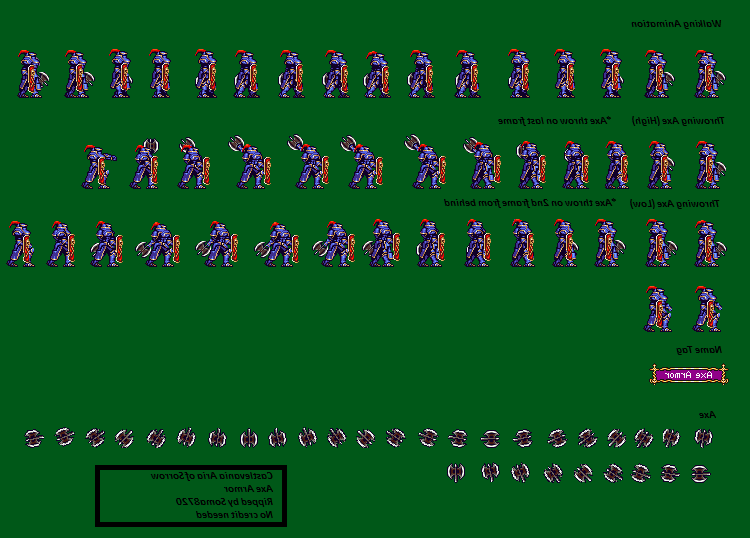 Walking Animation
Throwing Axe (High) *Axe throw on last frame
Throwing Axe (Low) *Axe throw on 2nd frame from behind
Name Tag
Axe Armor
Axe
Castlevania Aria of Sorrow
Axe Armor
Ripped by Soma8720
No credit needed